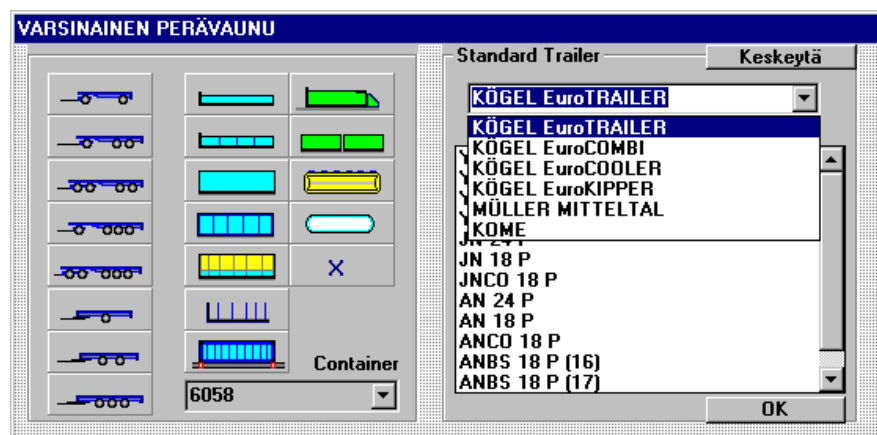 VARSINAINEN PERÄVAUNU
Standard Trailer
Keskeytä
KÖGEL EuroTRAILER
KÖGEL EuroTRAILER
KÖGEL EuroCOMBI
KÖGEL EuroCOOLER
KÖGEL EuroKIPPER
MÜLLER MITTELTAL
KOME
JN 18 P
JNCO 18 P
AN 24 P
AN 18 P
ANCO 18 P
ANBS 18 P (16)
ANBS 18 P (17)
X
Container
6058
OK